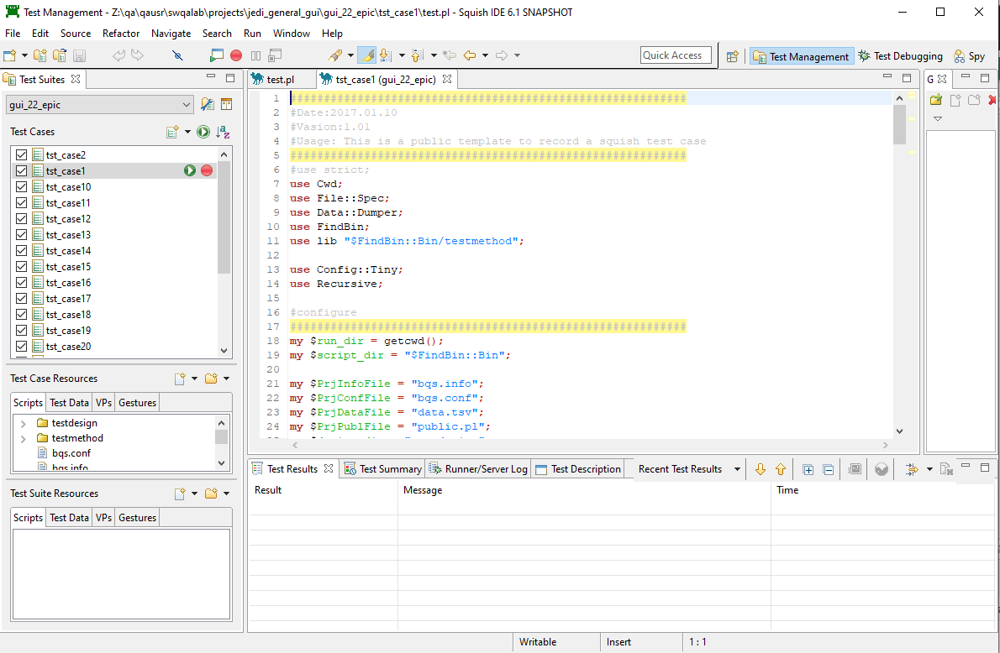 Test Management - Z:\qa\qausr\swqalab\projects\jedi_general_gui\gui_22_epic\tst_case1\test.pl - Squish IDE 6.1 SNAPSHOT
File Edit Source Refactor Navigate Search Run Window Help
Quick Access Test Management Test Debugging Spy
Test Suites
gui_22_epic
Test Cases
tst_case2
tst_case1
tst_case10
tst_case11
tst_case12
tst_case13
tst_case14
tst_case15
tst_case16
tst_case17
tst_case18
tst_case19
tst_case20
Test Case Resources
Scripts Test Data VPs Gestures
testdesign
testmethod
bqs.conf
bqs.info
Test Suite Resources
Scripts Test Data VPs Gestures
test.pl tst_case1 (gui_22_epic)
1 ###########################################################
2 #Date:2017.01.10
3 #Vasion:1.01
4 #Usage: This is a public template to record a squish test case
5 ###########################################################
6 #use strict;
7 use Cwd;
8 use File::Spec;
9 use Data::Dumper;
10 use FindBin;
11 use lib "$FindBin::Bin/testmethod";
12
13 use Config::Tiny;
14 use Recursive;
15
16 #configure
17 ###########################################################
18 my $run_dir = getcwd();
19 my $script_dir = "$FindBin::Bin";
20
21 my $PrjInfoFile = "bqs.info";
22 my $PrjConfFile = "bqs.conf";
23 my $PrjDataFile = "data.tsv";
24 my $PrjPublFile = "public.pl";
G
Test Results Test Summary Runner/Server Log Test Description Recent Test Results
Result Message Time
Writable Insert 1 : 1